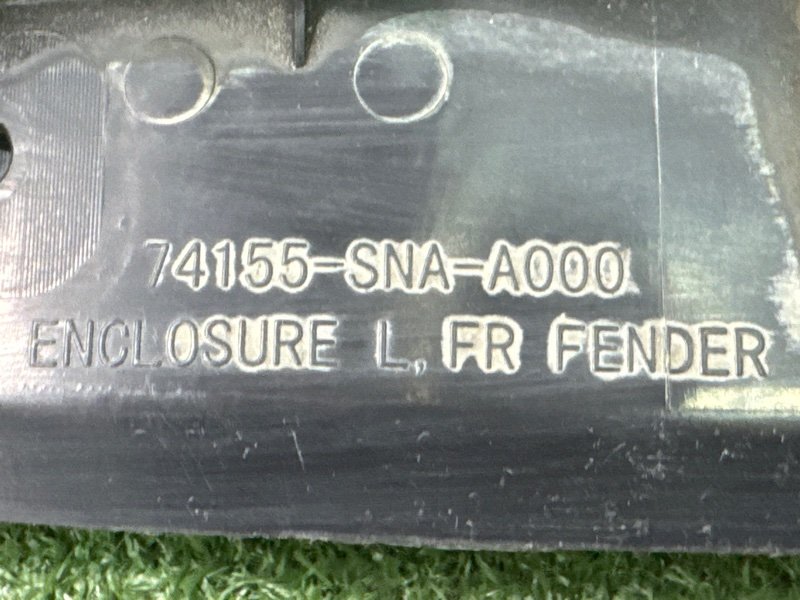 74155-SNA-A000
ENCLOSURE L, FR FENDER